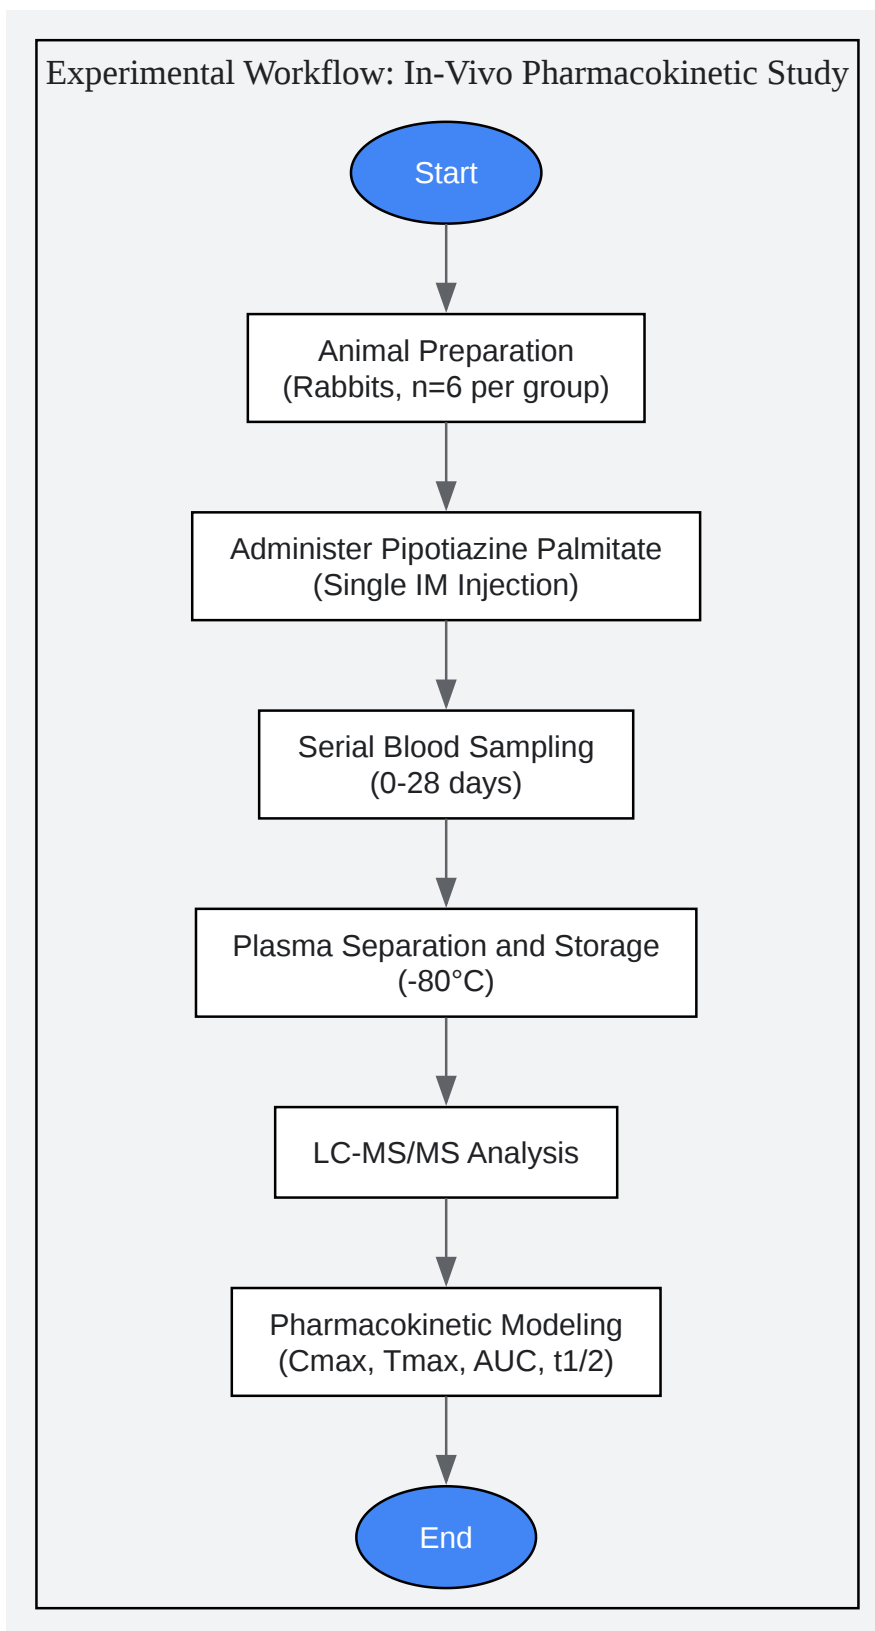 Experimental Workflow: In-Vivo Pharmacokinetic Study
Start
Animal Preparation
(Rabbits, n=6 per group)
Administer Pipotiazine Palmitate
(Single IM Injection)
Serial Blood Sampling
(0-28 days)
Plasma Separation and Storage
(-80°C)
LC-MS/MS Analysis
Pharmacokinetic Modeling
(Cmax, Tmax, AUC, t1/2)
End